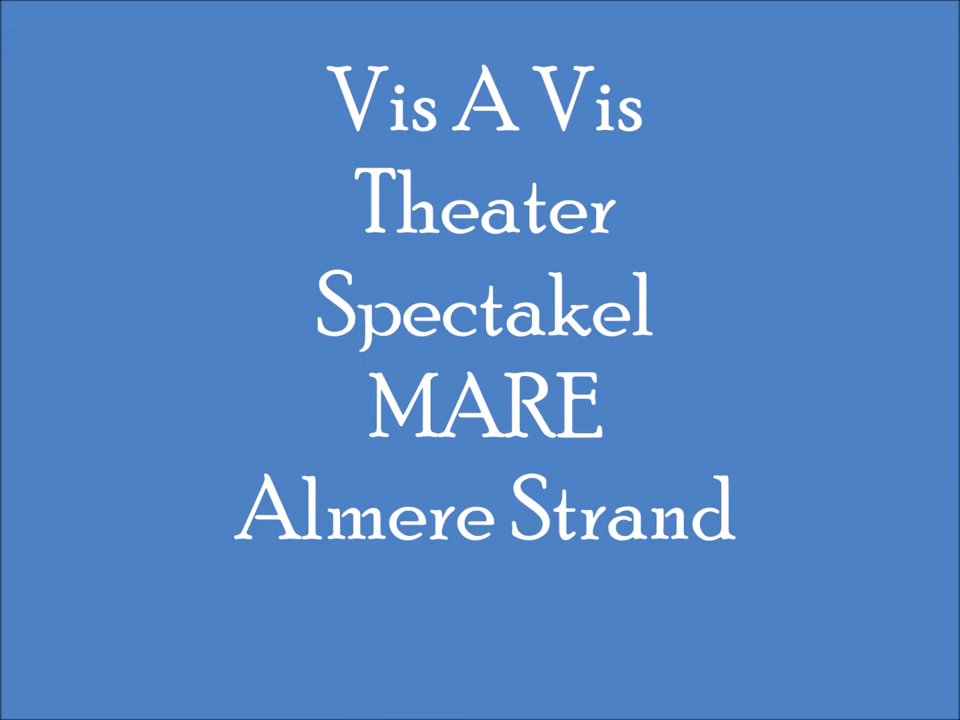 Vis A Vis
Theater
Spectakel
MARE
Almere Strand